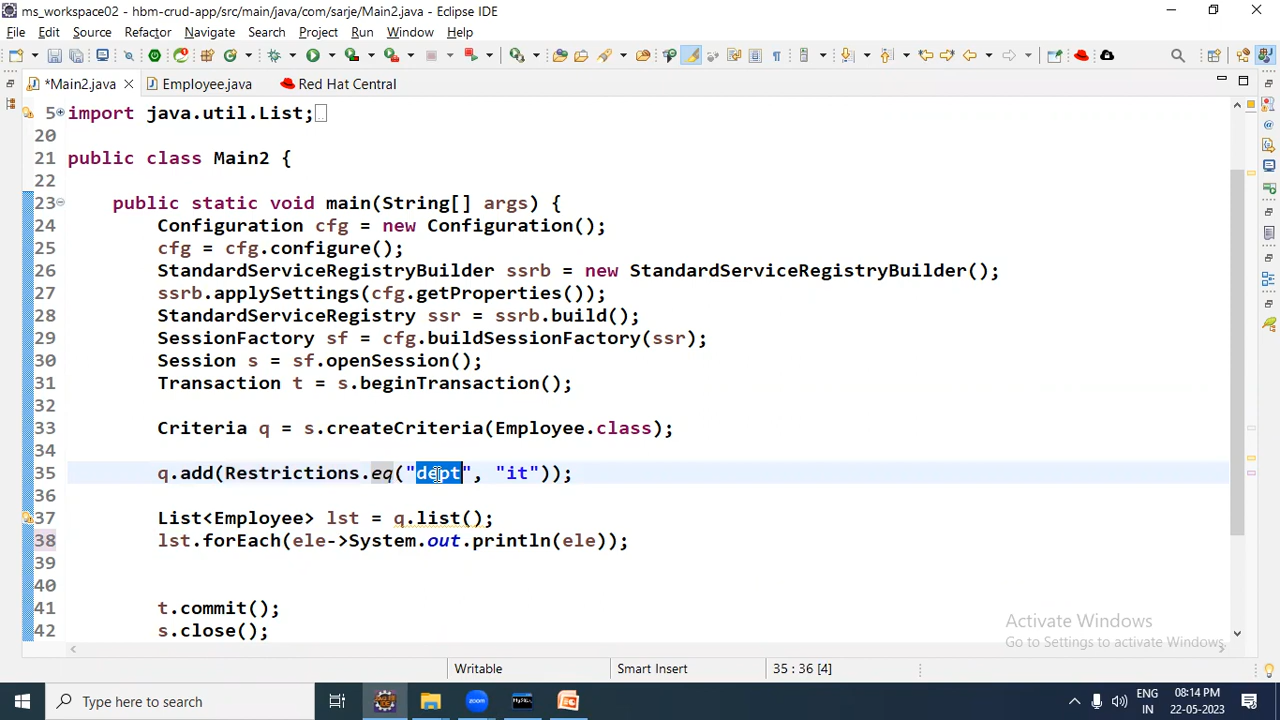 ms_workspace02 - hbm-crud-app/src/main/java/com/sarje/Main2.java - Eclipse IDE
File Edit Source Refactor Navigate Search Project Run Window Help
*Main2.java Employee.java Red Hat Central
5 import java.util.List;
20
21 public class Main2 {
22
23 public static void main(String[] args) {
24 Configuration cfg = new Configuration();
25 cfg = cfg.configure();
26 StandardServiceRegistryBuilder ssrb = new StandardServiceRegistryBuilder();
27 ssrb.applySettings(cfg.getProperties());
28 StandardServiceRegistry ssr = ssrb.build();
29 SessionFactory sf = cfg.buildSessionFactory(ssr);
30 Session s = sf.openSession();
31 Transaction t = s.beginTransaction();
32
33 Criteria q = s.createCriteria(Employee.class);
34
35 q.add(Restrictions.eq("dept", "it"));
36
37 List<Employee> lst = q.list();
38 lst.forEach(ele->System.out.println(ele));
39
40
41 t.commit();
42 s.close();
Activate Windows
Go to Settings to activate Windows.
Writable Smart Insert 35 : 36 [4]
Type here to search
ENG
IN
08:14 PM
22-05-2023